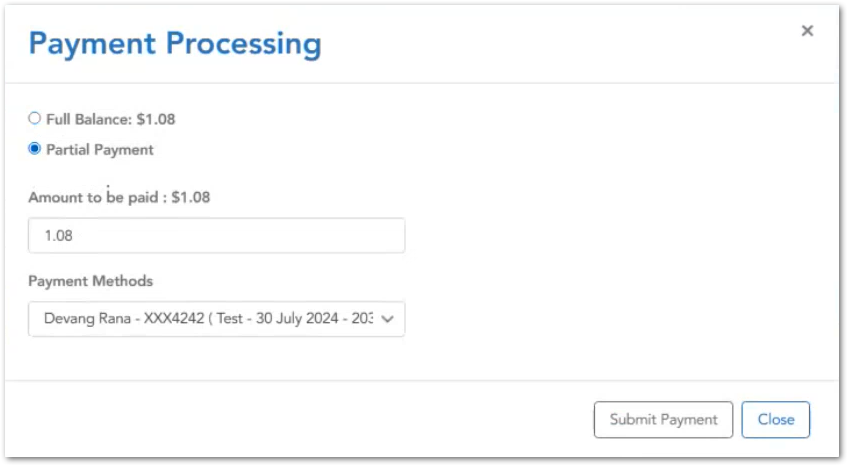 Payment Processing
×
Full Balance: $1.08
Partial Payment
Amount to be paid : $1.08
1.08
Payment Methods
Devang Rana - XXX4242 ( Test - 30 July 2024 - 203
Submit Payment
Close